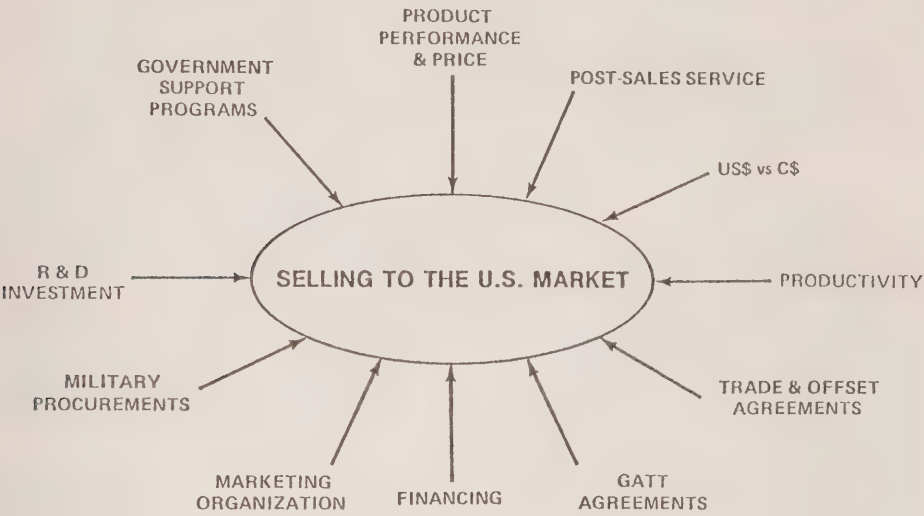 PRODUCT
PERFORMANCE
& PRICE
GOVERNMENT
SUPPORT
PROGRAMS
POST-SALES SERVICE
US$ vs C$
R & D
INVESTMENT
SELLING TO THE U.S. MARKET
PRODUCTIVITY
MILITARY
PROCUREMENTS
TRADE & OFFSET
AGREEMENTS
MARKETING
ORGANIZATION
FINANCING
GATT
AGREEMENTS